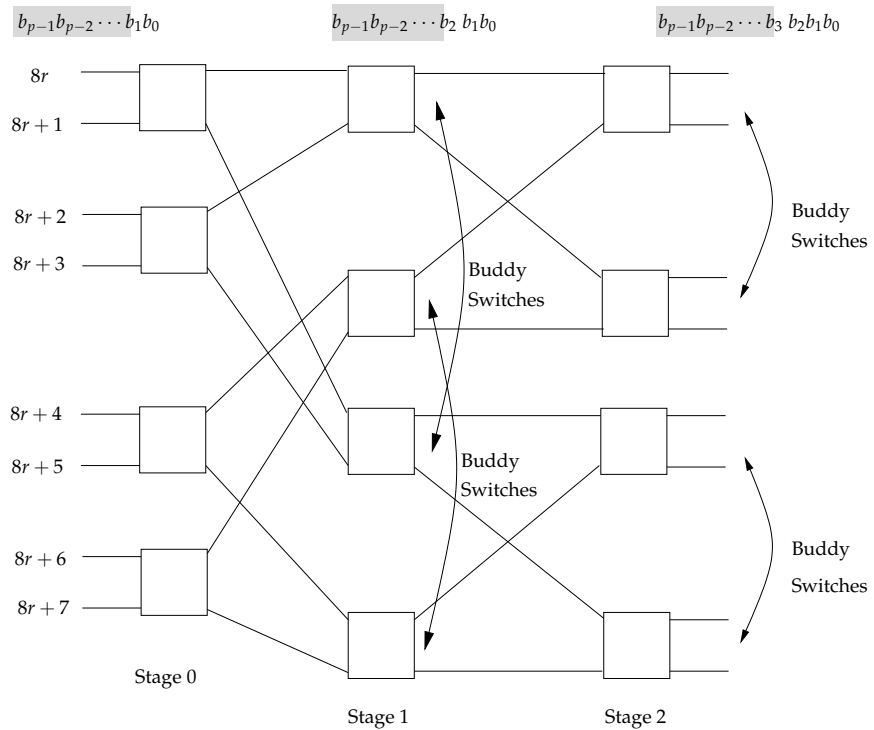 b_{p−1}b_{p−2} ⋯ b_1b_0
b_{p−1}b_{p−2} ⋯ b_2 b_1b_0
b_{p−1}b_{p−2} ⋯ b_3 b_2b_1b_0
8r
8r + 1
8r + 2
8r + 3
8r + 4
8r + 5
8r + 6
8r + 7
Buddy
Switches
Buddy
Switches
Buddy
Switches
Buddy
Switches
Stage 0
Stage 1
Stage 2